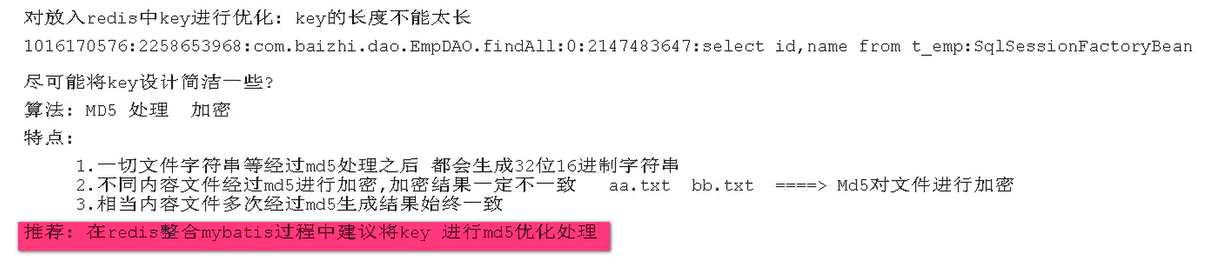 对放入redis中key进行优化: key的长度不能太长
1016170576:2258653968:com.baizhi.dao.EmpDAO.findAll:0:2147483647:select id,name from t_emp:SqlSessionFactoryBean
尽可能将key设计简洁一些?
算法: MD5 处理 加密
特点:
1.一切文件字符串等经过md5处理之后 都会生成32位16进制字符串
2.不同内容文件经过md5进行加密,加密结果一定不一致 aa.txt bb.txt ====> Md5对文件进行加密
3.相当内容文件多次经过md5生成结果始终一致
推荐: 在redis整合mybatis过程中建议将key 进行md5优化处理